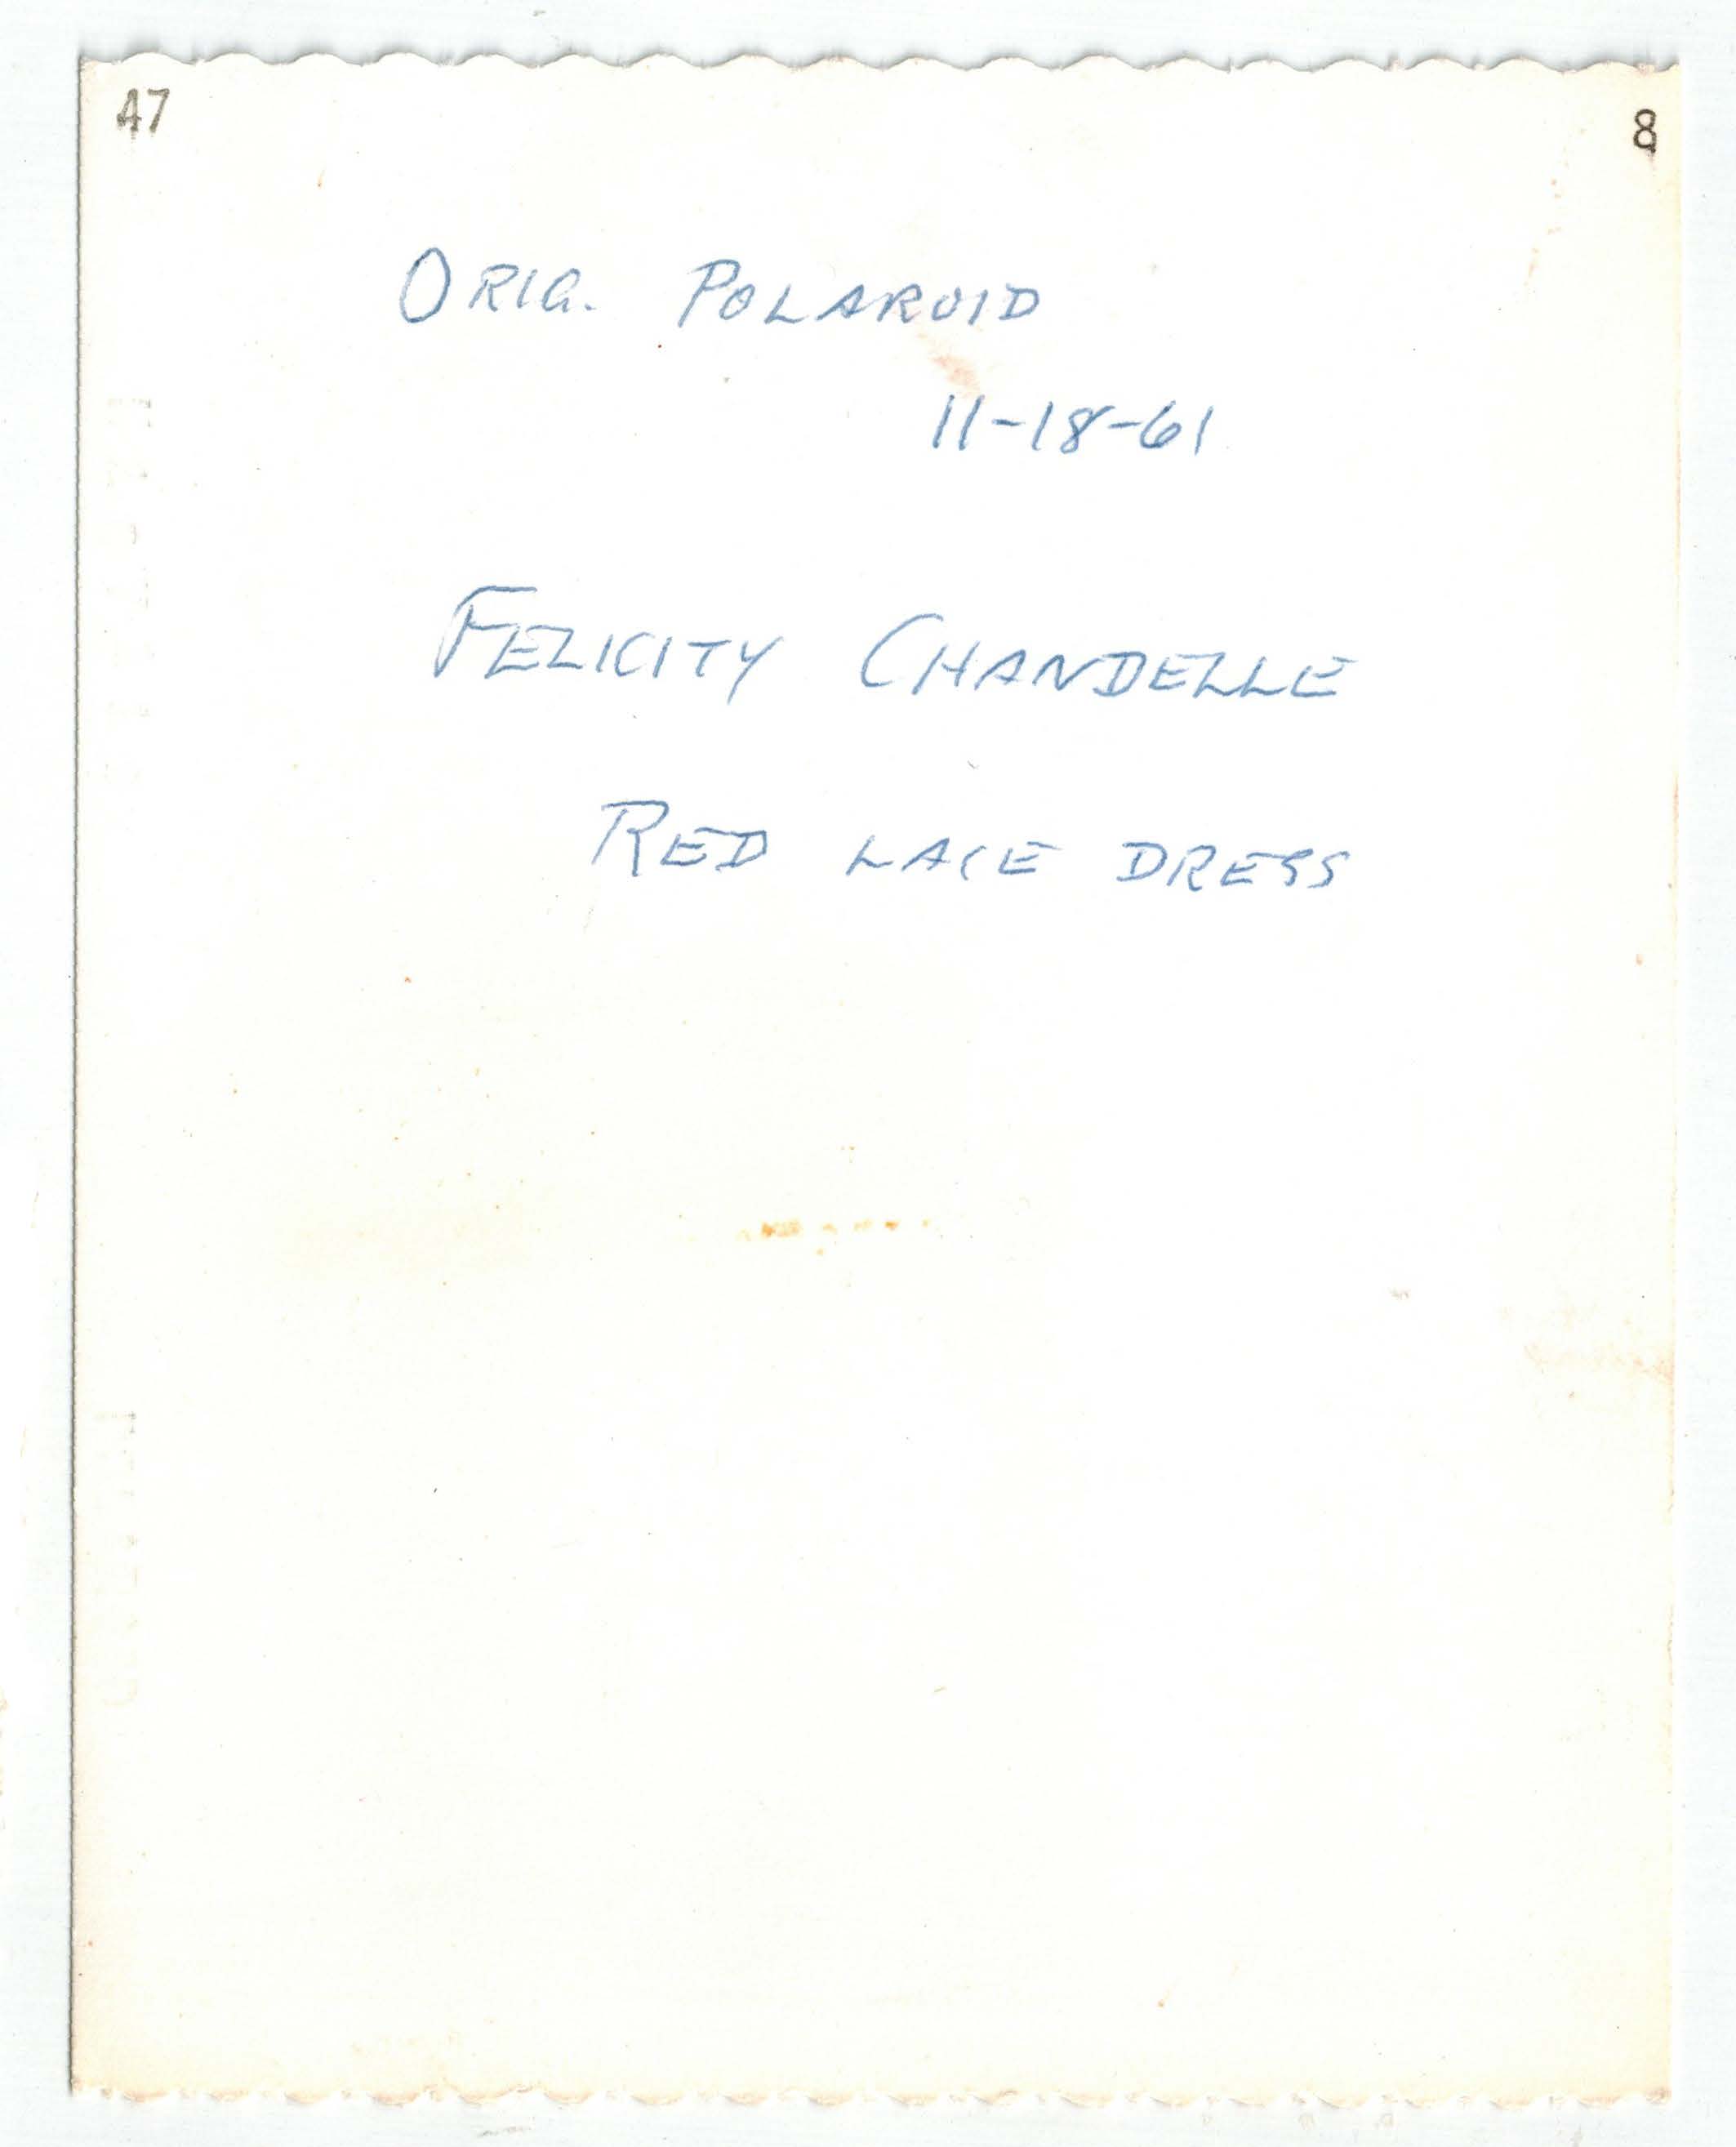 47 8
ORIG. POLAROID
11-18-61
FELICITY CHANDELLE
RED LACE DRESS